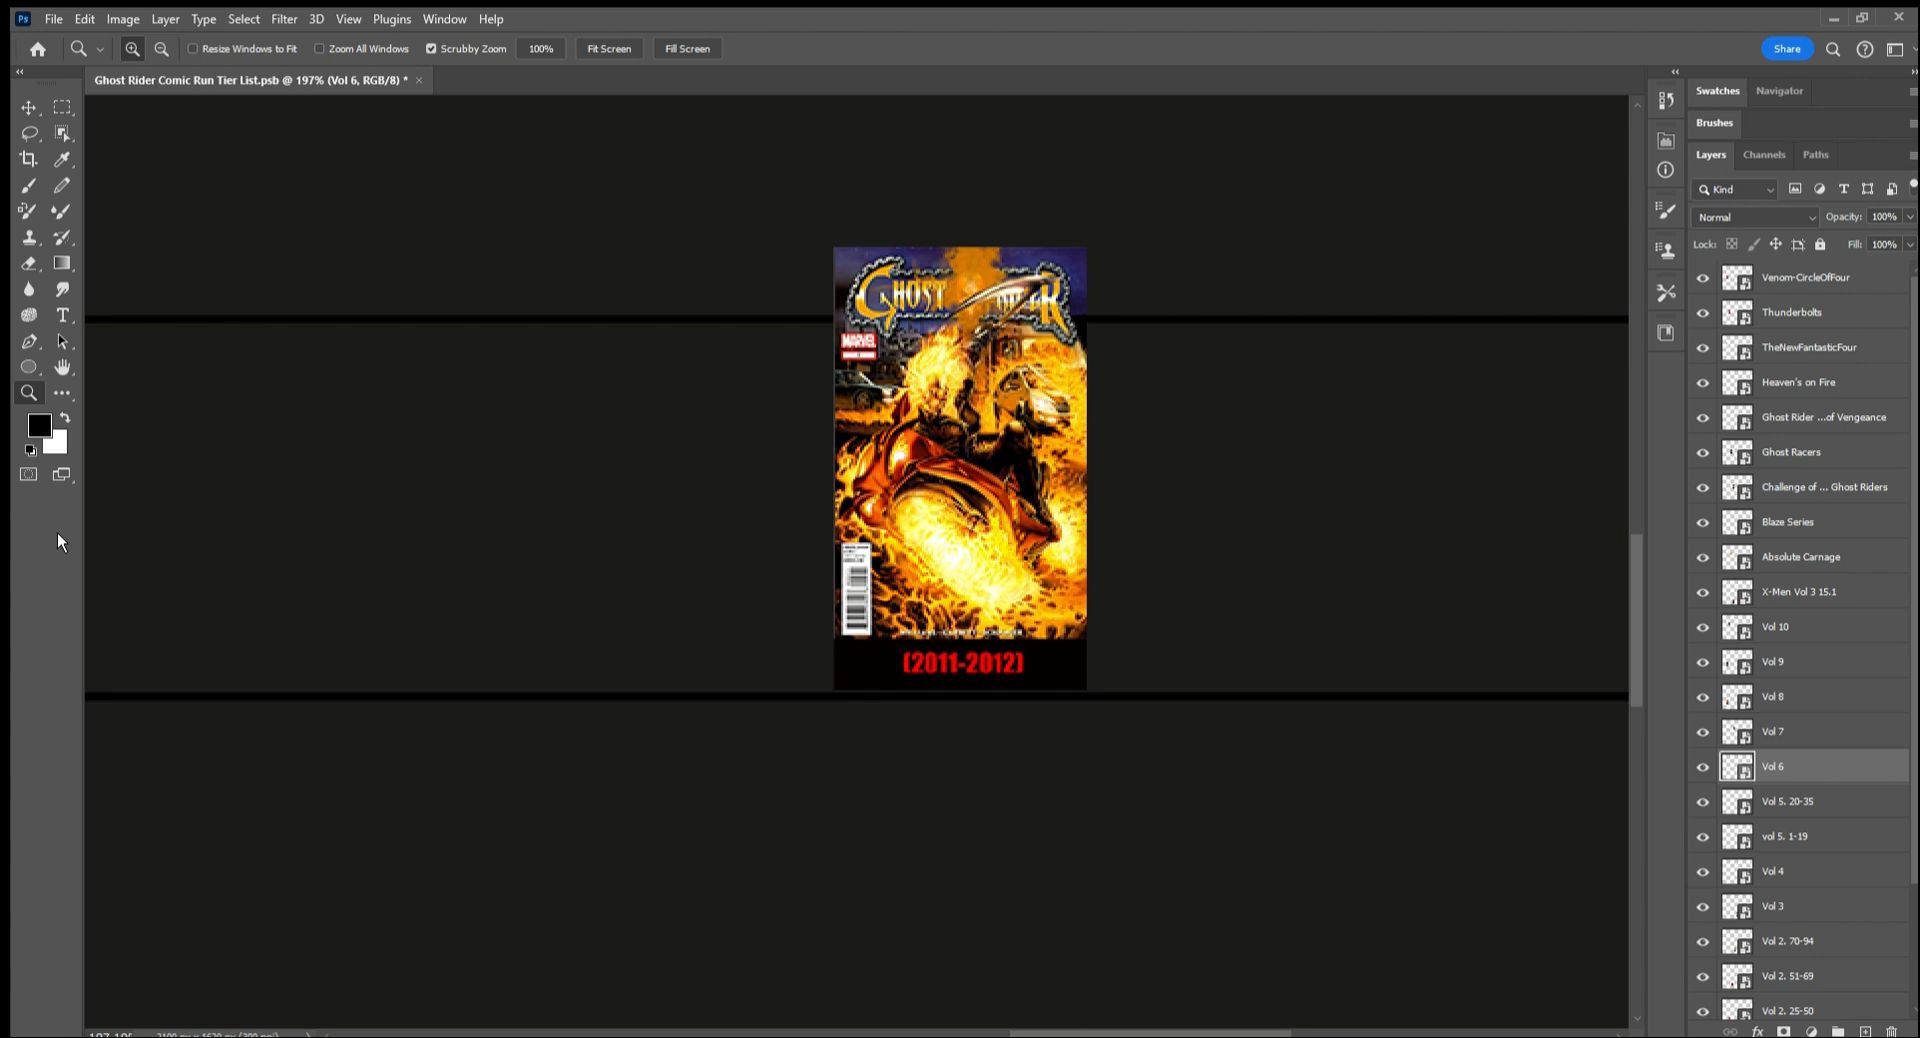 Ps File Edit Image Layer Type Select Filter 3D View Plugins Window Help
Resize Windows to Fit Zoom All Windows Scrubby Zoom 100% Fit Screen Fill Screen Share
Ghost Rider Comic Run Tier List.psb @ 197% (Vol 6, RGB/8) * ×
Swatches Navigator
Brushes
Layers Channels Paths
Kind
Normal Opacity: 100%
Lock: Fill: 100%
Venom-CircleOfFour
Thunderbolts
TheNewFantasticFour
Heaven's on Fire
Ghost Rider ...of Vengeance
Ghost Racers
Challenge of ... Ghost Riders
Blaze Series
Absolute Carnage
X-Men Vol 3 15.1
Vol 10
Vol 9
Vol 8
Vol 7
Vol 6
Vol 5. 20-35
vol 5. 1-19
Vol 4
Vol 3
Vol 2. 70-94
Vol 2. 51-69
Vol 2. 25-50
fx
GHOST RIDER
MARVEL
(2011-2012)